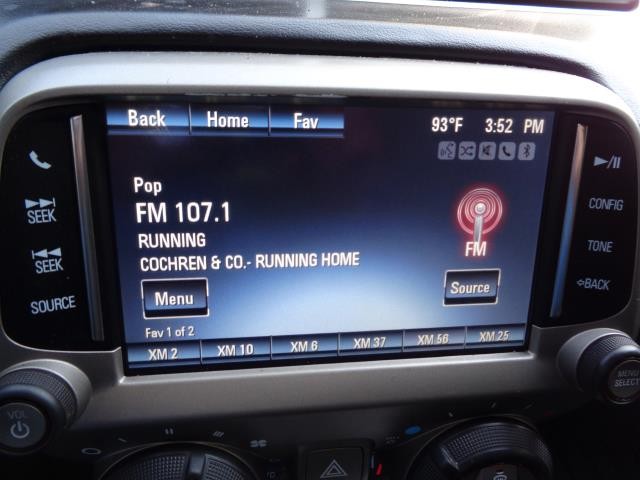 Back Home Fav 93°F 3:52 PM
Pop
FM 107.1
RUNNING
COCHREN & CO.- RUNNING HOME
FM
Menu Source
Fav 1 of 2
XM 2 XM 10 XM 6 XM 37 XM 56 XM 25
SEEK
SEEK
SOURCE
CONFIG
TONE
BACK
VOL
MENU
SELECT